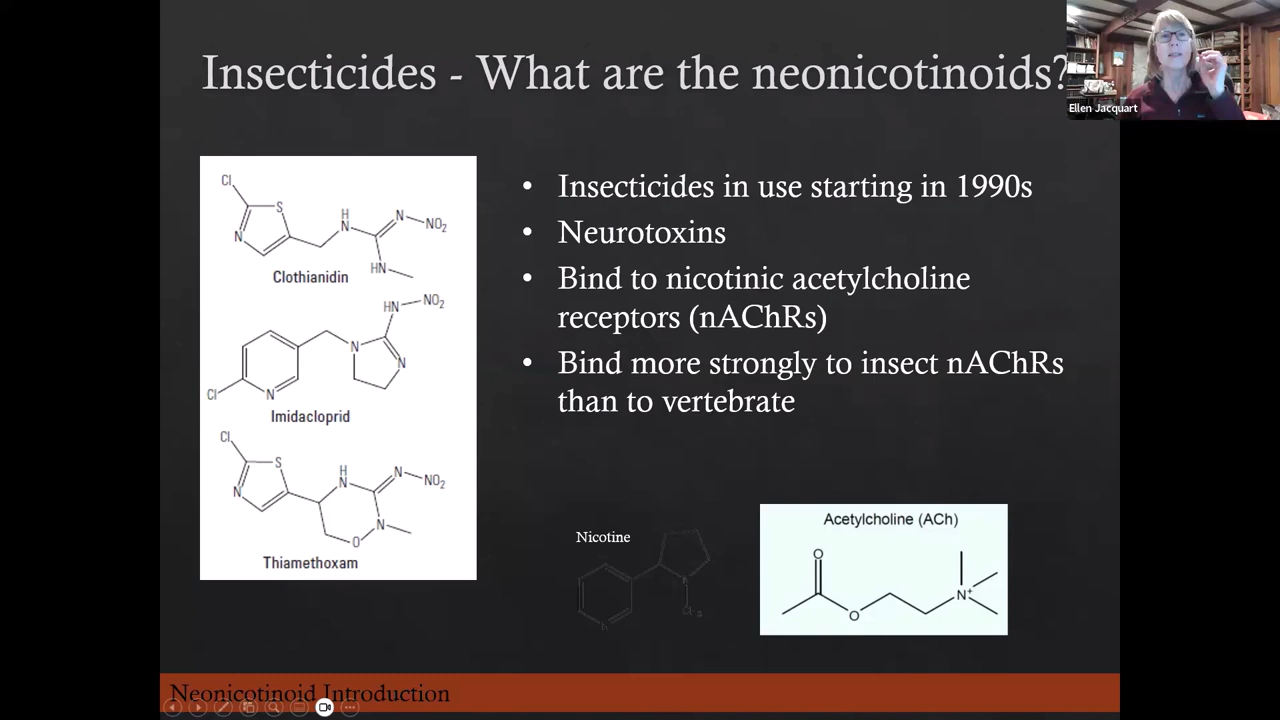 Insecticides - What are the neonicotinoids?
Ellen Jacquart
Cl
S
N
H
N
N
NO2
HN
Clothianidin
HN
NO2
N
N
Cl
N
Imidacloprid
Cl
S
N
H
N
N
NO2
N
O
Thiamethoxam
• Insecticides in use starting in 1990s
• Neurotoxins
• Bind to nicotinic acetylcholine
receptors (nAChRs)
• Bind more strongly to insect nAChRs
than to vertebrate
Nicotine
Acetylcholine (ACh)
O
O
N+
Neonicotinoid Introduction